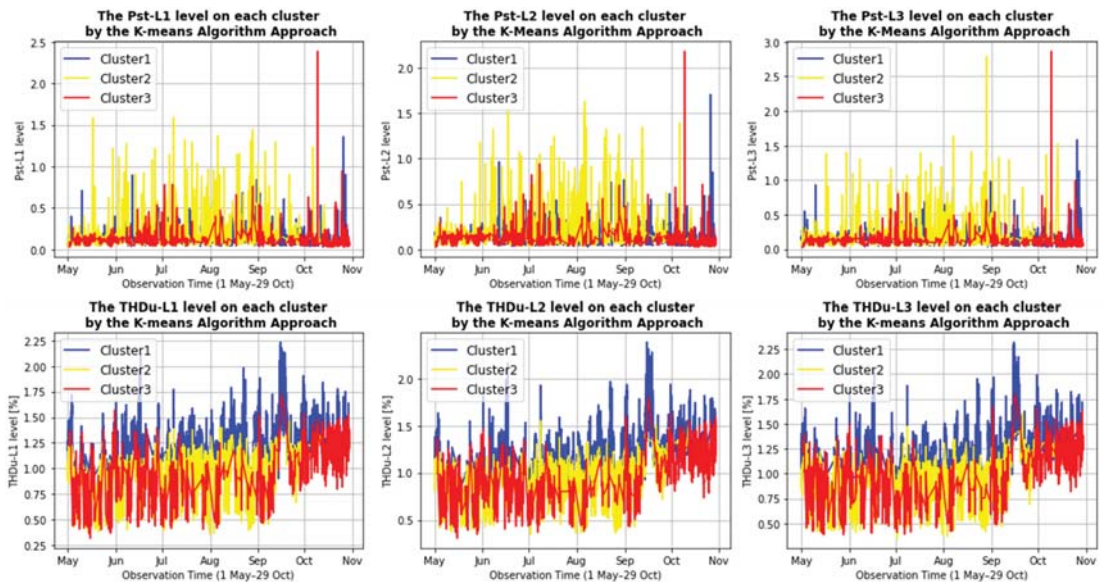 The Pst-L1 level on each cluster
by the K-means Algorithm Approach
2.5
2.0
1.5
1.0
0.5
0.0
Pst-L1 level
Cluster1
Cluster2
Cluster3
May Jun Jul Aug Sep Oct Nov
Observation Time (1 May–29 Oct)
The Pst-L2 level on each cluster
by the K-Means Algorithm Approach
2.0
1.5
1.0
0.5
0.0
Pst-L2 level
Cluster1
Cluster2
Cluster3
May Jun Jul Aug Sep Oct Nov
Observation Time (1 May–29 Oct)
The Pst-L3 level on each cluster
by the K-Means Algorithm Approach
3.0
2.5
2.0
1.5
1.0
0.5
0.0
Pst-L3 level
Cluster1
Cluster2
Cluster3
May Jun Jul Aug Sep Oct Nov
Observation Time (1 May–29 Oct)
The THDu-L1 level on each cluster
by the K-means Algorithm Approach
2.25
2.00
1.75
1.50
1.25
1.00
0.75
0.50
0.25
THDu-L1 level [%]
Cluster1
Cluster2
Cluster3
May Jun Jul Aug Sep Oct Nov
Observation Time (1 May–29 Oct)
The THDu-L2 level on each cluster
by the K-means Algorithm Approach
2.0
1.5
1.0
0.5
THDu-L2 level [%]
Cluster1
Cluster2
Cluster3
May Jun Jul Aug Sep Oct Nov
Observation Time (1 May–29 Oct)
The THDu-L3 level on each cluster
by the K-means Algorithm Approach
2.25
2.00
1.75
1.50
1.25
1.00
0.75
0.50
THDu-L3 level [%]
Cluster1
Cluster2
Cluster3
May Jun Jul Aug Sep Oct Nov
Observation Time (1 May–29 Oct)